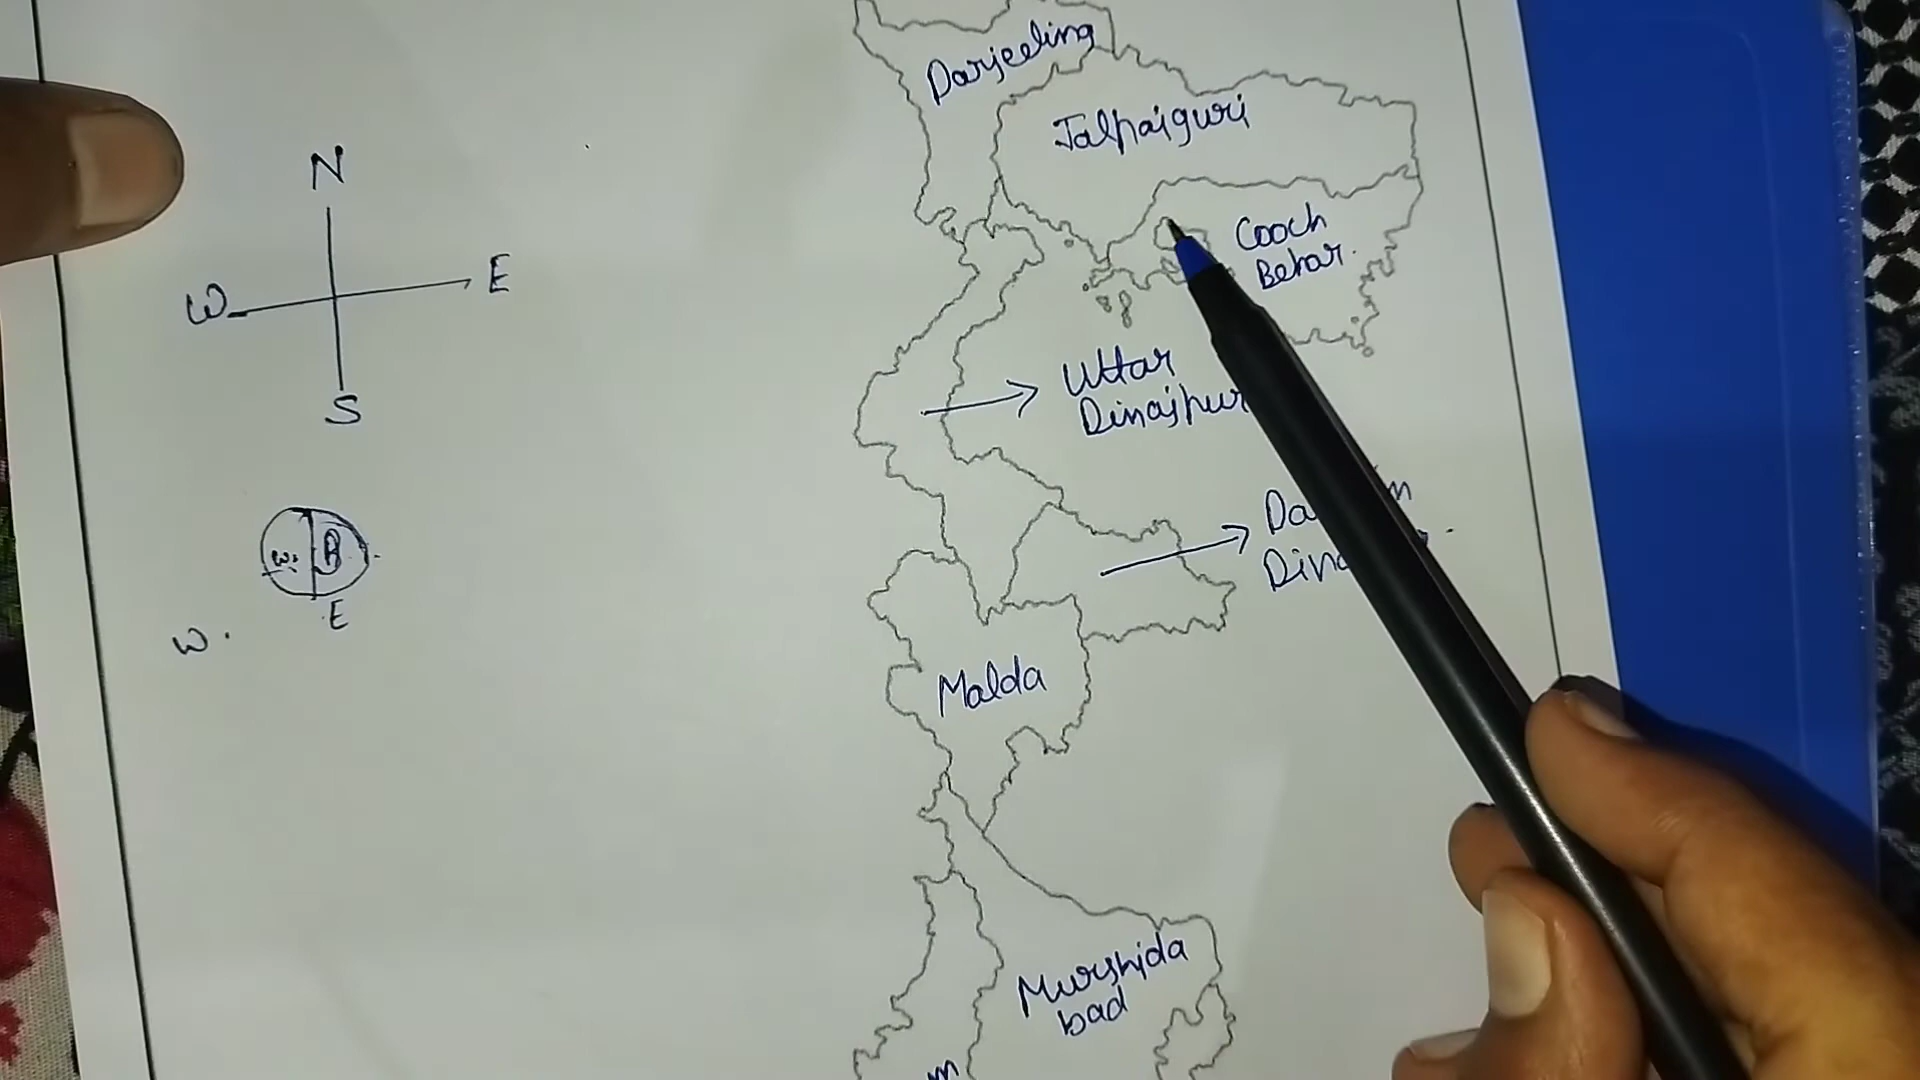 Darjeeling
Jalpaiguri
N
Cooch
Behar.
W
E
Uttar
Dinajpur
S
W.
B
E
W.
Malda
Murshida
bad